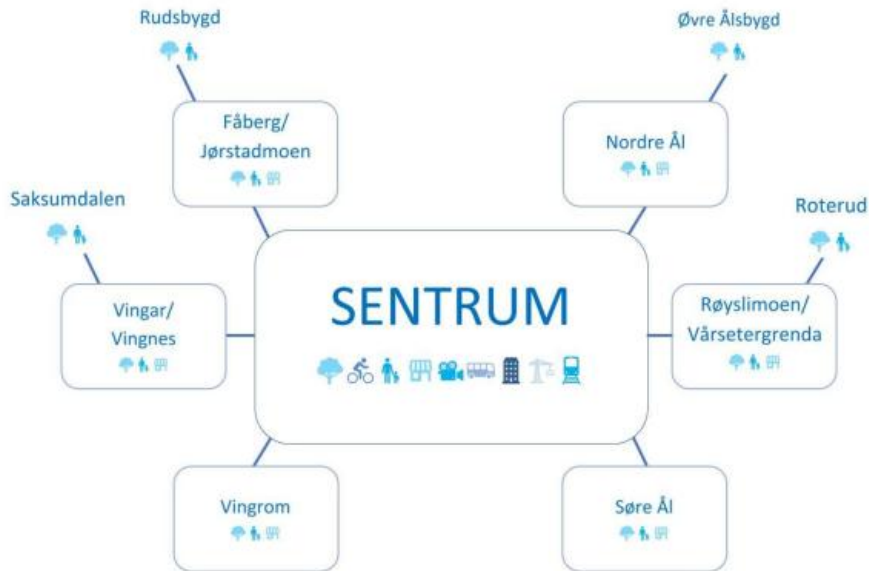 Rudsbygd
Øvre Ålsbygd
Fåberg/
Jørstadmoen
Nordre Ål
Saksumdalen
Roterud
SENTRUM
Vingar/
Vingnes
Røyslimoen/
Vårsetergrenda
Vingrom
Søre Ål